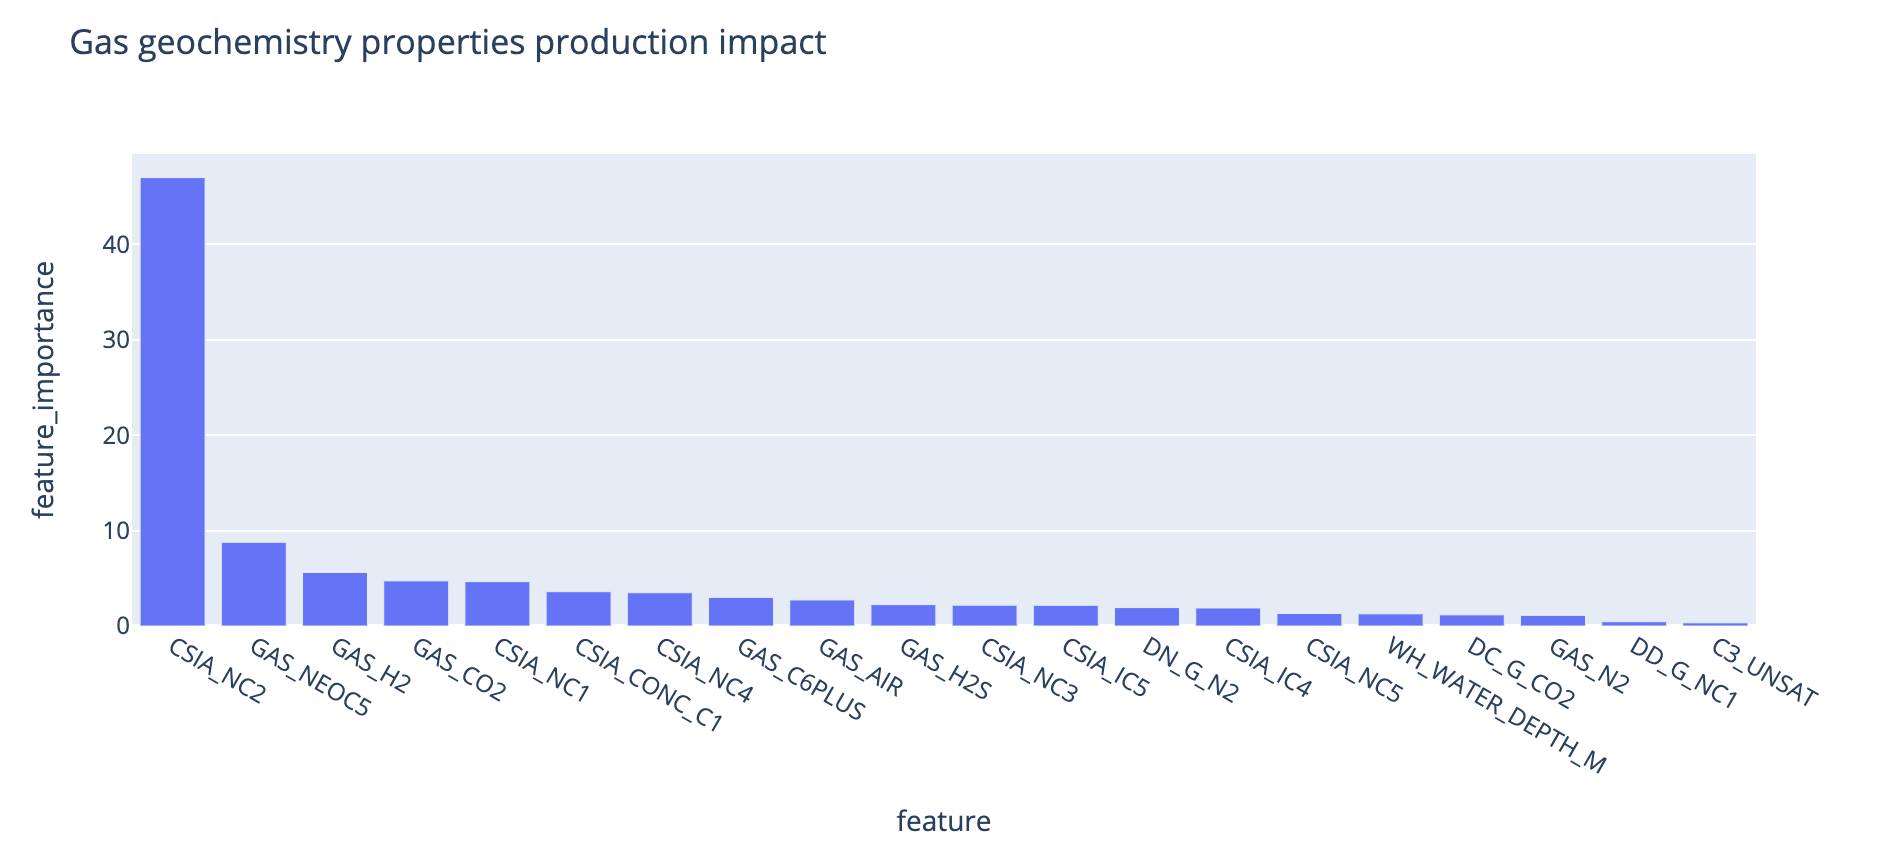 Gas geochemistry properties production impact
feature_importance
40
30
20
10
0
CSIA_NC2
GAS_NEOC5
GAS_H2
GAS_CO2
CSIA_NC1
CSIA_CONC_C1
CSIA_NC4
GAS_C6PLUS
GAS_AIR
GAS_H2S
CSIA_NC3
CSIA_IC5
DN_G_N2
CSIA_IC4
CSIA_NC5
WH_WATER_DEPTH_M
DC_G_CO2
GAS_N2
DD_G_NC1
C3_UNSAT
feature